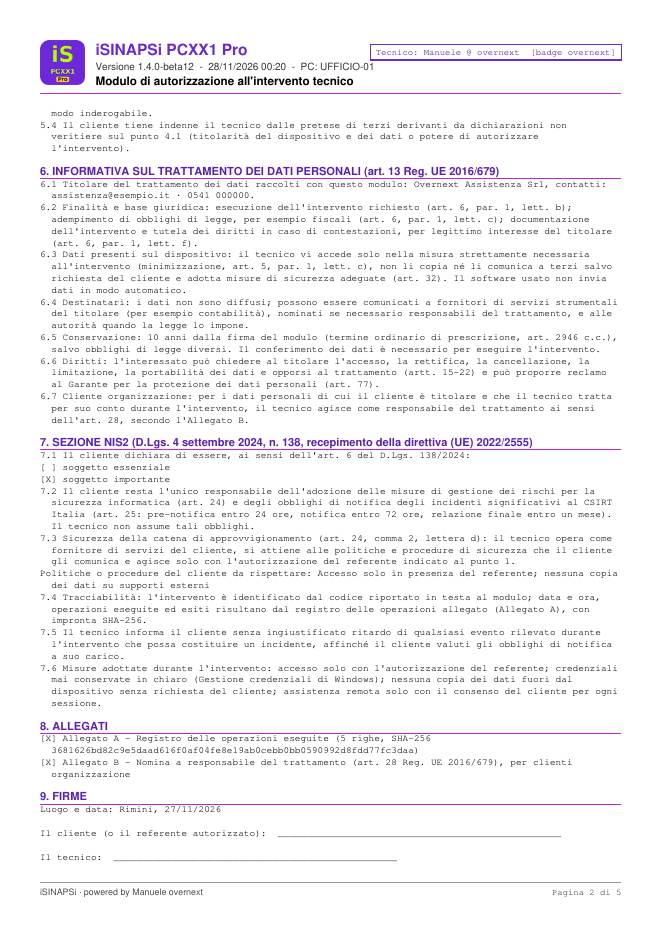 iS
PCXX1
Pro
iSINAPSi PCXX1 Pro
Tecnico: Manuele @ overnext [badge overnext]
Versione 1.4.0-beta12 - 28/11/2026 00:20 - PC: UFFICIO-01
Modulo di autorizzazione all'intervento tecnico
modo inderogabile.
5.4 Il cliente tiene indenne il tecnico dalle pretese di terzi derivanti da dichiarazioni non
veritiere sul punto 4.1 (titolarità del dispositivo e dei dati o potere di autorizzare
l'intervento).
6. INFORMATIVA SUL TRATTAMENTO DEI DATI PERSONALI (art. 13 Reg. UE 2016/679)
6.1 Titolare del trattamento dei dati raccolti con questo modulo: Overnext Assistenza Srl, contatti:
assistenza@esempio.it · 0541 000000.
6.2 Finalità e base giuridica: esecuzione dell'intervento richiesto (art. 6, par. 1, lett. b);
adempimento di obblighi di legge, per esempio fiscali (art. 6, par. 1, lett. c); documentazione
dell'intervento e tutela dei diritti in caso di contestazioni, per legittimo interesse del titolare
(art. 6, par. 1, lett. f).
6.3 Dati presenti sul dispositivo: il tecnico vi accede solo nella misura strettamente necessaria
all'intervento (minimizzazione, art. 5, par. 1, lett. c), non li copia né li comunica a terzi salvo
richiesta del cliente e adotta misure di sicurezza adeguate (art. 32). Il software usato non invia
dati in modo automatico.
6.4 Destinatari: i dati non sono diffusi; possono essere comunicati a fornitori di servizi strumentali
del titolare (per esempio contabilità), nominati se necessario responsabili del trattamento, e alle
autorità quando la legge lo impone.
6.5 Conservazione: 10 anni dalla firma del modulo (termine ordinario di prescrizione, art. 2946 c.c.),
salvo obblighi di legge diversi. Il conferimento dei dati è necessario per eseguire l'intervento.
6.6 Diritti: l'interessato può chiedere al titolare l'accesso, la rettifica, la cancellazione, la
limitazione, la portabilità dei dati e opporsi al trattamento (artt. 15-22) e può proporre reclamo
al Garante per la protezione dei dati personali (art. 77).
6.7 Cliente organizzazione: per i dati personali di cui il cliente è titolare e che il tecnico tratta
per suo conto durante l'intervento, il tecnico agisce come responsabile del trattamento ai sensi
dell'art. 28, secondo l'Allegato B.
7. SEZIONE NIS2 (D.Lgs. 4 settembre 2024, n. 138, recepimento della direttiva (UE) 2022/2555)
7.1 Il cliente dichiara di essere, ai sensi dell'art. 6 del D.Lgs. 138/2024:
[ ] soggetto essenziale
[X] soggetto importante
7.2 Il cliente resta l'unico responsabile dell'adozione delle misure di gestione dei rischi per la
sicurezza informatica (art. 24) e degli obblighi di notifica degli incidenti significativi al CSIRT
Italia (art. 25: pre-notifica entro 24 ore, notifica entro 72 ore, relazione finale entro un mese).
Il tecnico non assume tali obblighi.
7.3 Sicurezza della catena di approvvigionamento (art. 24, comma 2, lettera d): il tecnico opera come
fornitore di servizi del cliente, si attiene alle politiche e procedure di sicurezza che il cliente
gli comunica e agisce solo con l'autorizzazione del referente indicato al punto 1.
Politiche o procedure del cliente da rispettare: Accesso solo in presenza del referente; nessuna copia
dei dati su supporti esterni
7.4 Tracciabilità: l'intervento è identificato dal codice riportato in testa al modulo; data e ora,
operazioni eseguite ed esiti risultano dal registro delle operazioni allegato (Allegato A), con
impronta SHA-256.
7.5 Il tecnico informa il cliente senza ingiustificato ritardo di qualsiasi evento rilevato durante
l'intervento che possa costituire un incidente, affinché il cliente valuti gli obblighi di notifica
a suo carico.
7.6 Misure adottate durante l'intervento: accesso solo con l'autorizzazione del referente; credenziali
mai conservate in chiaro (Gestione credenziali di Windows); nessuna copia dei dati fuori dal
dispositivo senza richiesta del cliente; assistenza remota solo con il consenso del cliente per ogni
sessione.
8. ALLEGATI
[X] Allegato A - Registro delle operazioni eseguite (5 righe, SHA-256
3681626bd82c9e5daad616f0af04fe8e19ab0cebb0bb0590992d8fdd77fc3daa)
[X] Allegato B - Nomina a responsabile del trattamento (art. 28 Reg. UE 2016/679), per clienti
organizzazione
9. FIRME
Luogo e data: Rimini, 27/11/2026
Il cliente (o il referente autorizzato): ________________________________________________
Il tecnico: ________________________________________________
iSINAPSi · powered by Manuele overnext
Pagina 2 di 5